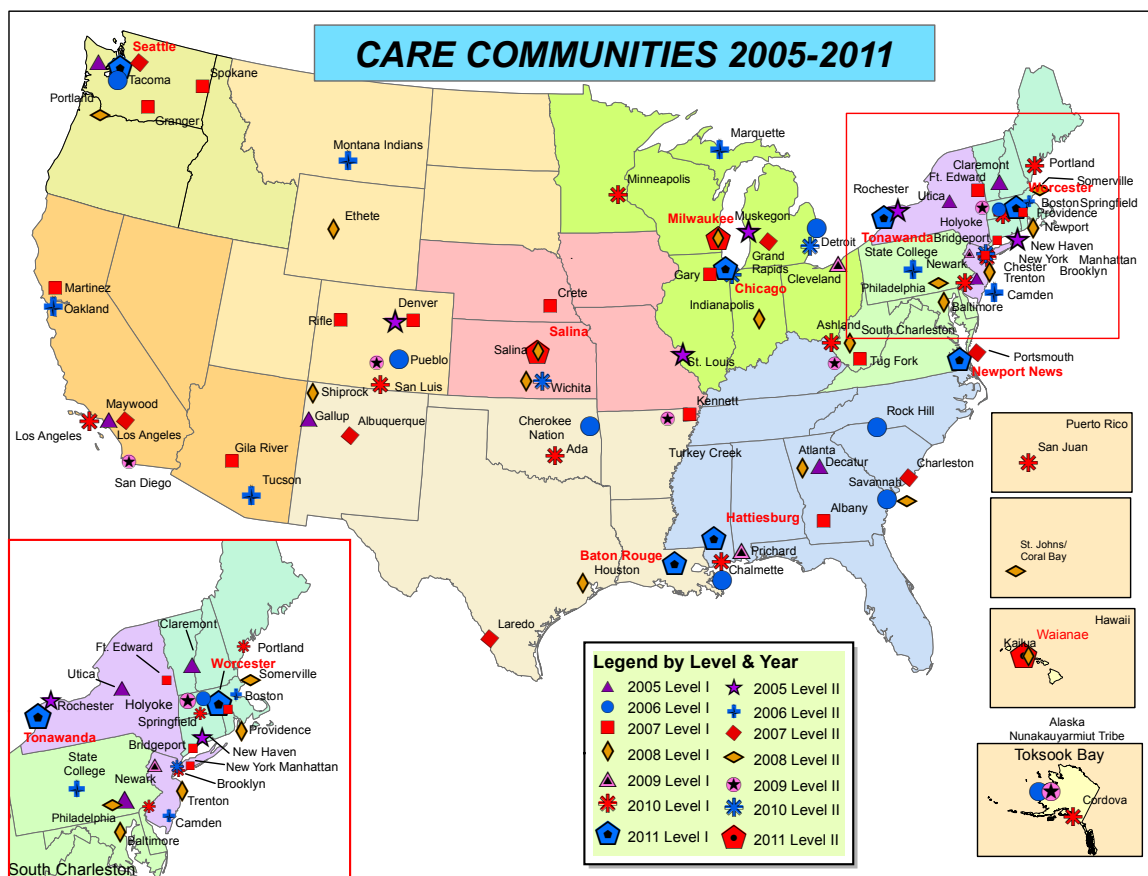 CARE COMMUNITIES 2005-2011
Seattle
Tacoma
Spokane
Portland
Granger
Montana Indians
Ethete
Martinez
Oakland
Rifle
Denver
Pueblo
San Luis
Maywood
Los Angeles
Los Angeles
San Diego
Gila River
Tucson
Shiprock
Gallup
Albuquerque
Crete
Salina
Salina
Wichita
Cherokee
Nation
Ada
Laredo
Houston
Baton Rouge
Minneapolis
Marquette
Milwaukee
Muskegon
Grand
Rapids
Detroit
Gary
Chicago
Cleveland
Indianapolis
St. Louis
Kennett
Turkey Creek
Ashland
South Charleston
Tug Fork
Rock Hill
Atlanta
Decatur
Charleston
Savannah
Albany
Hattiesburg
Prichard
Chalmette
Claremont
Portland
Ft. Edward
Worcester
Somerville
Rochester
Utica
Boston
Springfield
Holyoke
Providence
Newport
Tonawanda
Bridgeport
New Haven
State College
New York
Manhattan
Newark
Chester
Brooklyn
Trenton
Philadelphia
Camden
Baltimore
Portsmouth
Newport News
Puerto Rico
San Juan
St. Johns/
Coral Bay
Hawaii
Kailua
Waianae
Alaska
Nunakauyarmiut Tribe
Toksook Bay
Cordova
Claremont
Ft. Edward
Portland
Worcester
Utica
Somerville
Rochester
Holyoke
Boston
Springfield
Tonawanda
Providence
Bridgeport
New Haven
State
College
New York Manhattan
Newark
Brooklyn
Trenton
Philadelphia
Camden
Baltimore
South Charleston
Legend by Level & Year
2005 Level I
2005 Level II
2006 Level I
2006 Level II
2007 Level I
2007 Level II
2008 Level I
2008 Level II
2009 Level I
2009 Level II
2010 Level I
2010 Level II
2011 Level I
2011 Level II